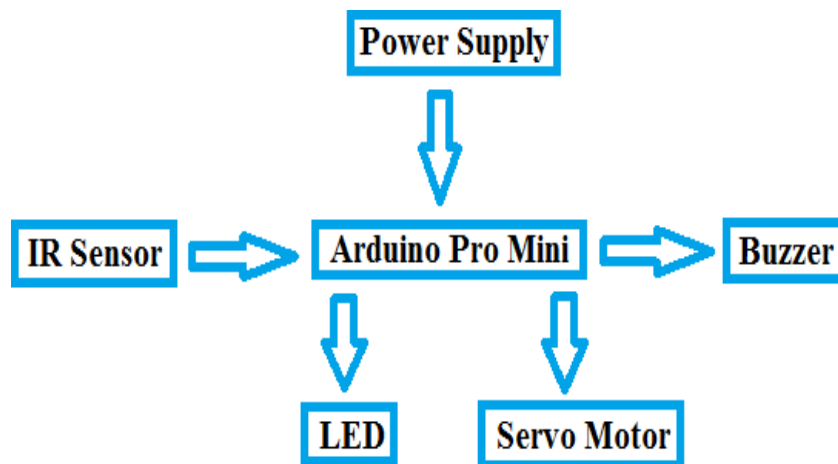 Power Supply
IR Sensor
Arduino Pro Mini
Buzzer
LED
Servo Motor